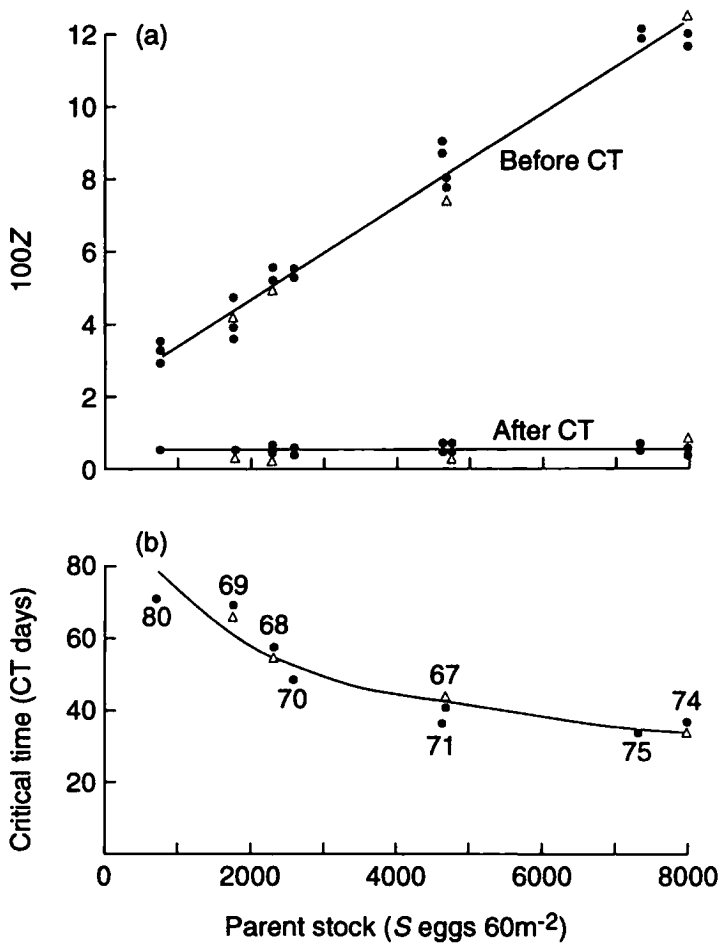 (a)
12
10
8
6
4
2
0
100Z
Before CT
After CT
(b)
80
60
40
20
Critical time (CT days)
80
69
68
70
67
71
75
74
0 2000 4000 6000 8000
Parent stock (S eggs 60m⁻²)